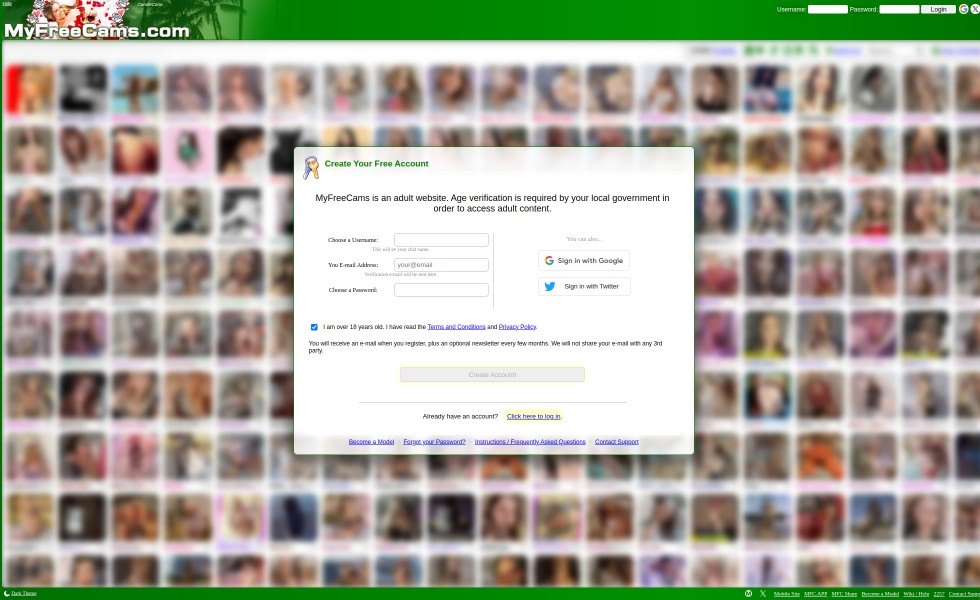 Username: Password: Login
MyFreeCams.com
Create Your Free Account
MyFreeCams is an adult website. Age verification is required by your local government in
order to access adult content.
Choose a Username:
This will be your chat name.
You E-mail Address: your@email
Verification e-mail will be sent here.
Choose a Password:
You can also...
Sign in with Google
Sign in with Twitter
I am over 18 years old. I have read the Terms and Conditions and Privacy Policy.
You will receive an e-mail when you register, plus an optional newsletter every few months. We will not share your e-mail with any 3rd
party.
Create Account!
Already have an account? Click here to log in.
Become a Model - Forgot your Password? - Instructions / Frequently Asked Questions - Contact Support
Dark Theme
Mobile Site MFC.APP MFC Share Become a Model Wiki / Help 2257 Contact